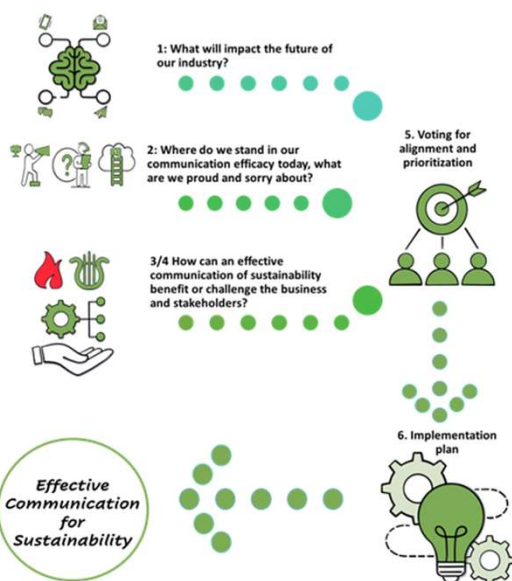 1: What will impact the future of
our industry?
2: Where do we stand in our
communication efficacy today, what
are we proud and sorry about?
3/4 How can an effective
communication of sustainability
benefit or challenge the business
and stakeholders?
5. Voting for
alignment and
prioritization
6. Implementation
plan
Effective
Communication
for
Sustainability